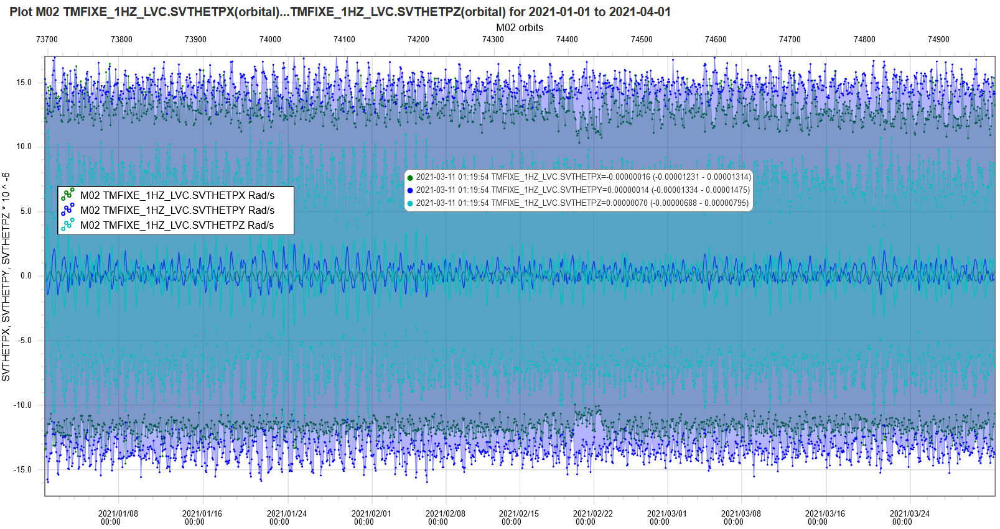 Plot M02 TMFIXE_1HZ_LVC.SVTHETPX(orbital)...TMFIXE_1HZ_LVC.SVTHETPZ(orbital) for 2021-01-01 to 2021-04-01
M02 orbits
73700 73800 73900 74000 74100 74200 74300 74400 74500 74600 74700 74800 74900
SVTHETPX, SVTHETPY, SVTHETPZ * 10 ^ -6
15.0
10.0
5.0
0.0
-5.0
-10.0
-15.0
2021-03-11 01:19:54 TMFIXE_1HZ_LVC.SVTHETPX=-0.00000016 (-0.00001231 - 0.00001314)
2021-03-11 01:19:54 TMFIXE_1HZ_LVC.SVTHETPY=0.00000014 (-0.00001334 - 0.00001475)
2021-03-11 01:19:54 TMFIXE_1HZ_LVC.SVTHETPZ=0.00000070 (-0.00000688 - 0.00000795)
M02 TMFIXE_1HZ_LVC.SVTHETPX Rad/s
M02 TMFIXE_1HZ_LVC.SVTHETPY Rad/s
M02 TMFIXE_1HZ_LVC.SVTHETPZ Rad/s
2021/01/08 2021/01/16 2021/01/24 2021/02/01 2021/02/08 2021/02/15 2021/02/22 2021/03/01 2021/03/08 2021/03/16 2021/03/24
00:00 00:00 00:00 00:00 00:00 00:00 00:00 00:00 00:00 00:00 00:00